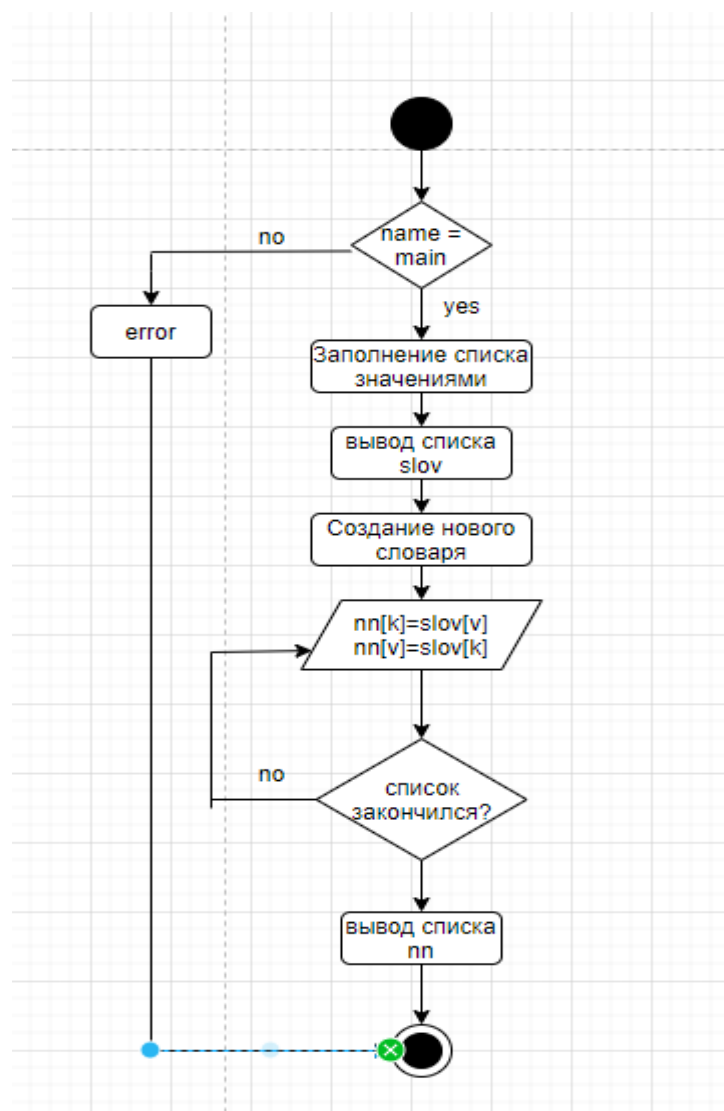 name =
main
no
yes
error
Заполнение списка
значениями
вывод списка
slov
Создание нового
словаря
nn[k]=slov[v]
nn[v]=slov[k]
no
список
закончился?
вывод списка
nn